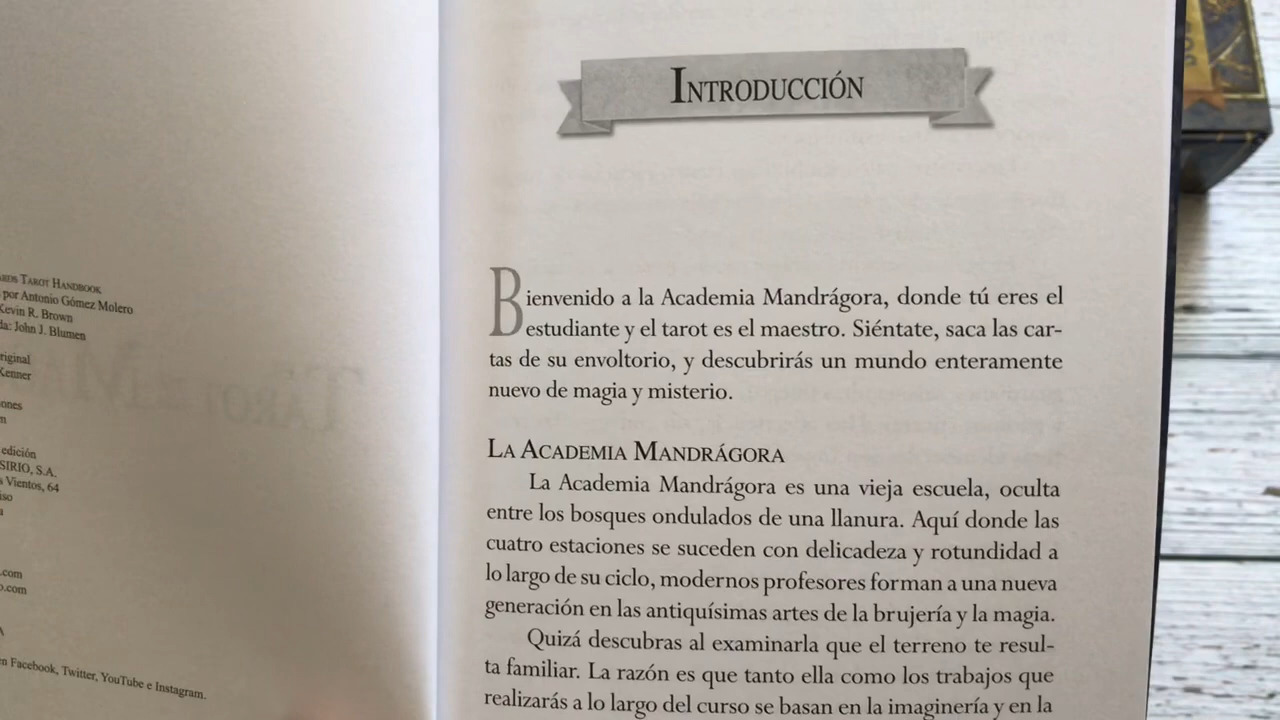 Tarot Handbook
por Antonio Gómez Molero
Kevin R. Brown
John J. Blumen
Kenner
edición
SIRIO, S.A.
Vientos, 64
.com
.com
en Facebook, Twitter, YouTube e Instagram.
Introducción
Bienvenido a la Academia Mandrágora, donde tú eres el
estudiante y el tarot es el maestro. Siéntate, saca las car-
tas de su envoltorio, y descubrirás un mundo enteramente
nuevo de magia y misterio.
La Academia Mandrágora
La Academia Mandrágora es una vieja escuela, oculta
entre los bosques ondulados de una llanura. Aquí donde las
cuatro estaciones se suceden con delicadeza y rotundidad a
lo largo de su ciclo, modernos profesores forman a una nueva
generación en las antiquísimas artes de la brujería y la magia.
Quizá descubras al examinarla que el terreno te resul-
ta familiar. La razón es que tanto ella como los trabajos que
realizarás a lo largo del curso se basan en la imaginería y en la